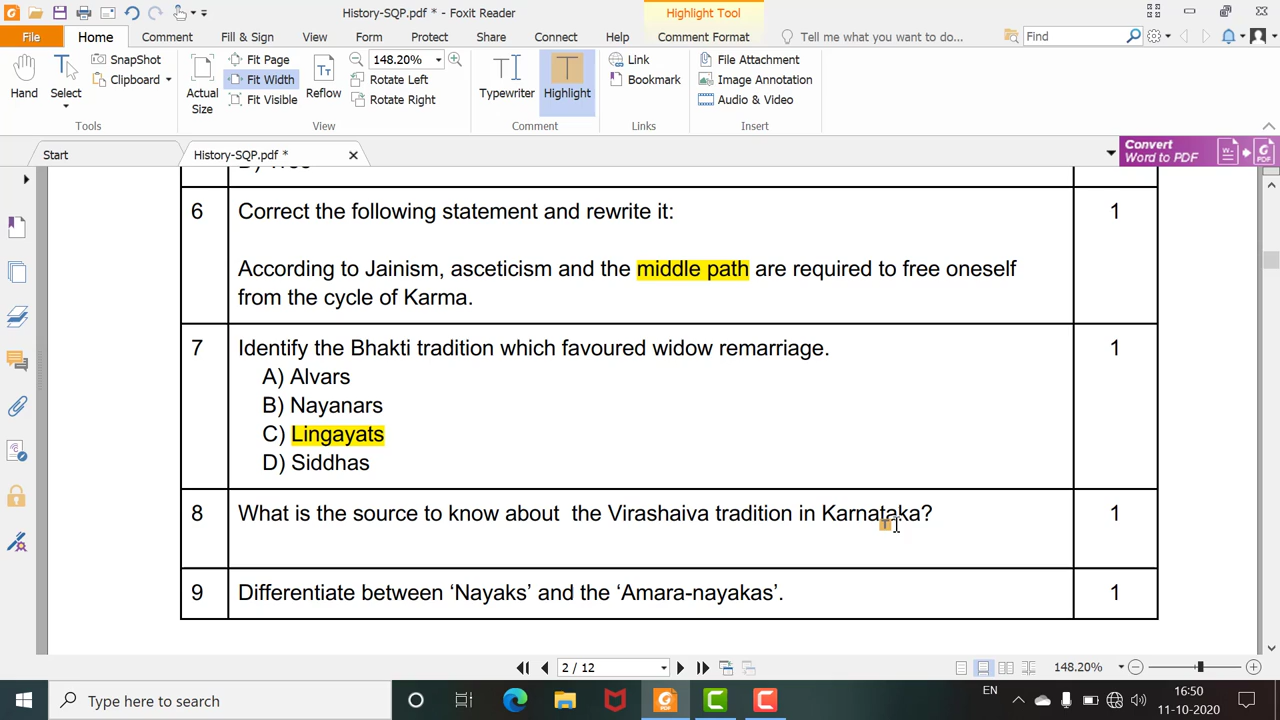 History-SQP.pdf * - Foxit Reader
Highlight Tool
File
Home
Comment
Fill & Sign
View
Form
Protect
Share
Connect
Help
Comment Format
Tell me what you want to do...
Find
Hand
Select
SnapShot
Clipboard
Tools
Actual Size
Fit Page
Fit Width
Fit Visible
Reflow
148.20%
Rotate Left
Rotate Right
View
Typewriter
Highlight
Comment
Link
Bookmark
Links
File Attachment
Image Annotation
Audio & Video
Insert
Start
History-SQP.pdf *
Convert
Word to PDF
6 Correct the following statement and rewrite it: 1
According to Jainism, asceticism and the middle path are required to free oneself
from the cycle of Karma.
7 Identify the Bhakti tradition which favoured widow remarriage. 1
A) Alvars
B) Nayanars
C) Lingayats
D) Siddhas
8 What is the source to know about the Virashaiva tradition in Karnataka? 1
9 Differentiate between ‘Nayaks’ and the ‘Amara-nayakas’. 1
2 / 12
148.20%
Type here to search
EN
16:50
11-10-2020